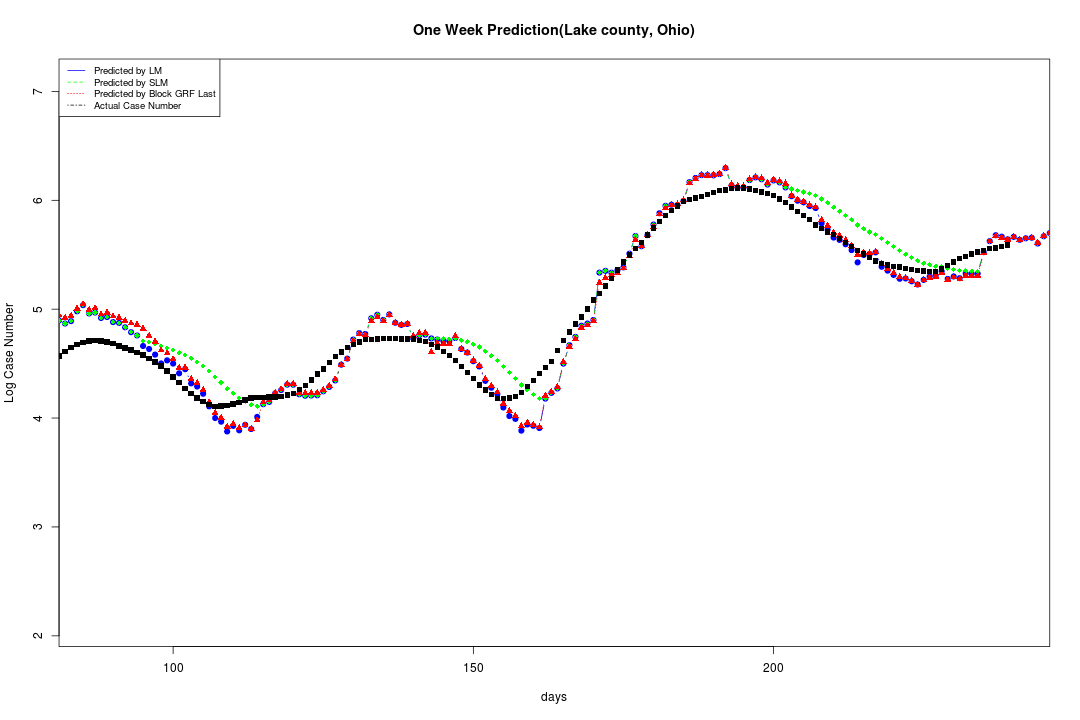 One Week Prediction(Lake county, Ohio)
Predicted by LM
Predicted by SLM
Predicted by Block GRF Last
Actual Case Number
7
6
5
4
3
2
Log Case Number
100 150 200
days